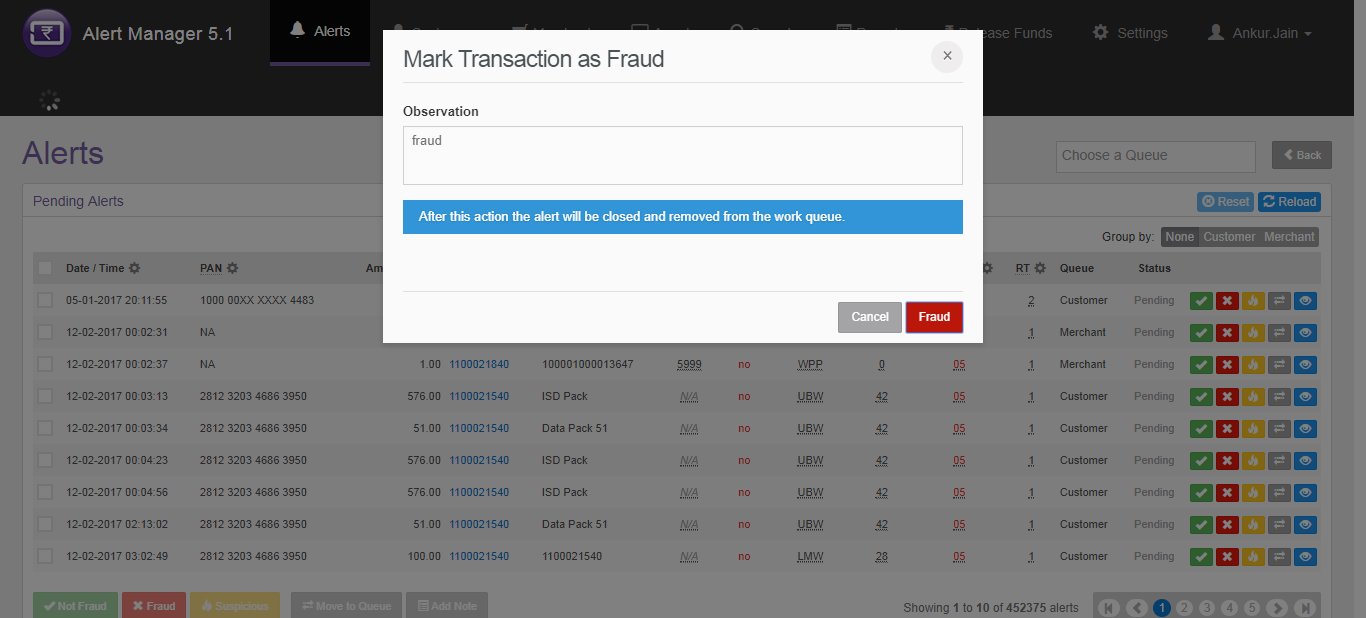 Alert Manager 5.1
Alerts
Release Funds
Settings
Ankur.Jain
Mark Transaction as Fraud
×
Observation
fraud
After this action the alert will be closed and removed from the work queue.
Cancel Fraud
Alerts
Choose a Queue
Back
Pending Alerts
Reset Reload
Group by: None Customer Merchant
Date / Time PAN Am RT Queue Status
05-01-2017 20:11:55 1000 00XX XXXX 4483 2 Customer Pending
12-02-2017 00:02:31 NA 1 Merchant Pending
12-02-2017 00:02:37 NA 1.00 1100021840 100001000013647 5999 no WPP 0 05 1 Merchant Pending
12-02-2017 00:03:13 2812 3203 4686 3950 576.00 1100021540 ISD Pack N/A no UBW 42 05 1 Customer Pending
12-02-2017 00:03:34 2812 3203 4686 3950 51.00 1100021540 Data Pack 51 N/A no UBW 42 05 1 Customer Pending
12-02-2017 00:04:23 2812 3203 4686 3950 576.00 1100021540 ISD Pack N/A no UBW 42 05 1 Customer Pending
12-02-2017 00:04:56 2812 3203 4686 3950 576.00 1100021540 ISD Pack N/A no UBW 42 05 1 Customer Pending
12-02-2017 02:13:02 2812 3203 4686 3950 51.00 1100021540 Data Pack 51 N/A no UBW 42 05 1 Customer Pending
12-02-2017 03:02:49 2812 3203 4686 3950 100.00 1100021540 1100021540 N/A no LMW 28 05 1 Customer Pending
Not Fraud Fraud Suspicious Move to Queue Add Note
Showing 1 to 10 of 452375 alerts 1 2 3 4 5